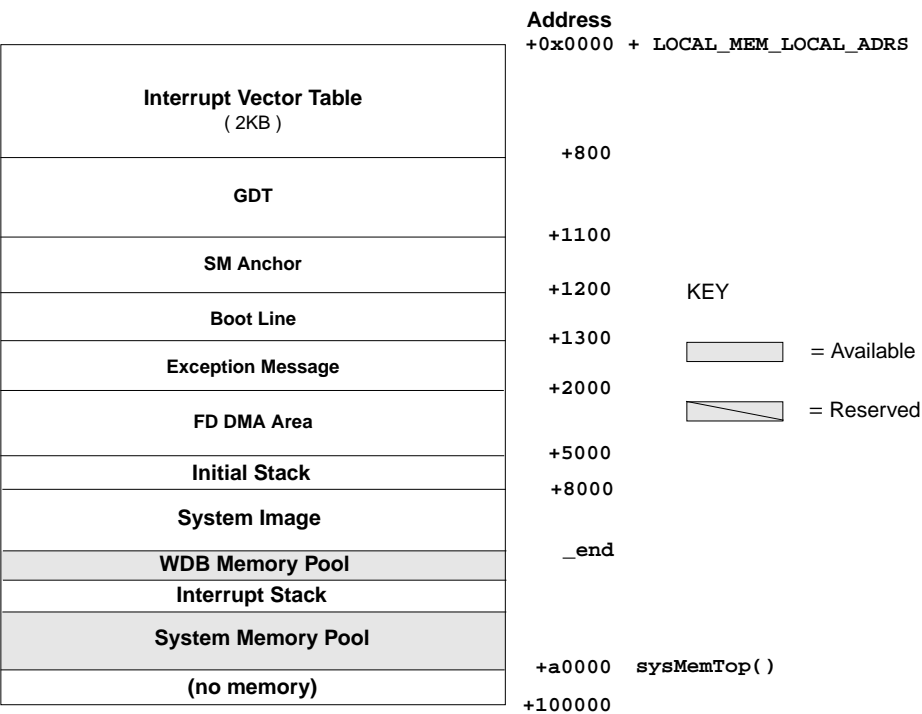 Address
+0x0000 + LOCAL_MEM_LOCAL_ADRS
Interrupt Vector Table
( 2KB )
+800
GDT
+1100
SM Anchor
+1200
KEY
Boot Line
+1300
= Available
Exception Message
+2000
= Reserved
FD DMA Area
+5000
Initial Stack
+8000
System Image
_end
WDB Memory Pool
Interrupt Stack
System Memory Pool
+a0000 sysMemTop()
(no memory)
+100000